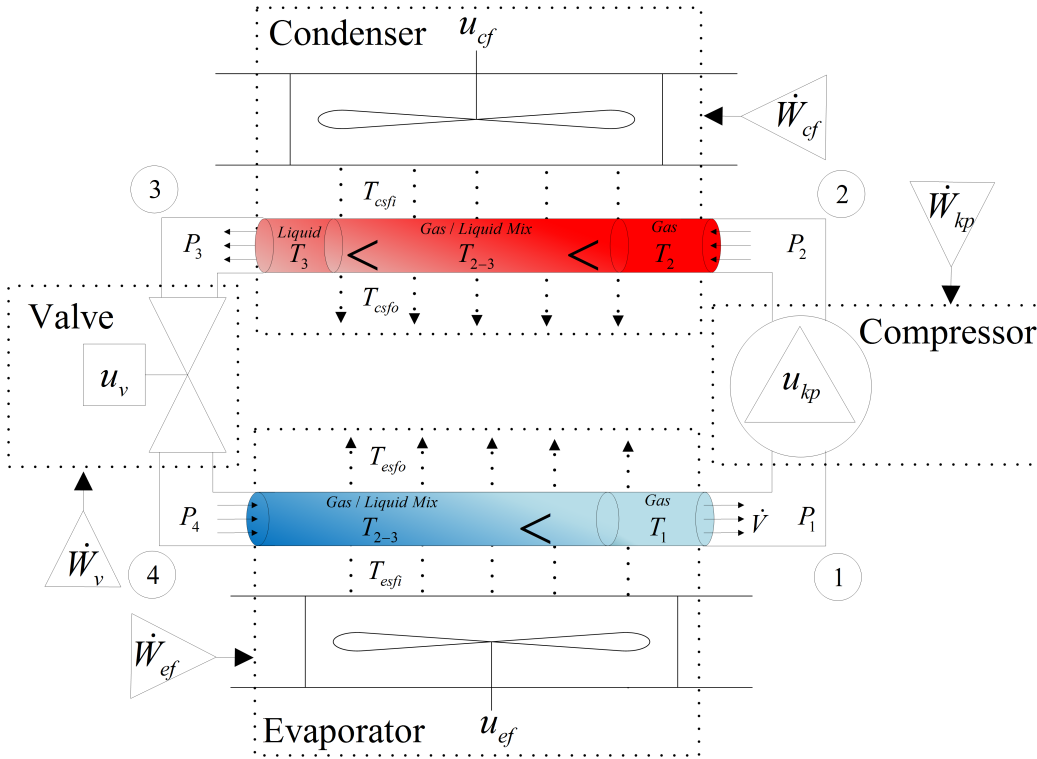 Condenser
u_cf
Ẇ_cf
3
T_csfi
2
Ẇ_kp
P_3
Liquid
T_3
<
Gas / Liquid Mix
T_2-3
<
Gas
T_2
P_2
T_csfo
Valve
u_v
Compressor
u_kp
T_esfo
P_4
Gas / Liquid Mix
T_2-3
<
Gas
T_1
V̇
P_1
Ẇ_v
4
T_esfi
1
Ẇ_ef
Evaporator
u_ef